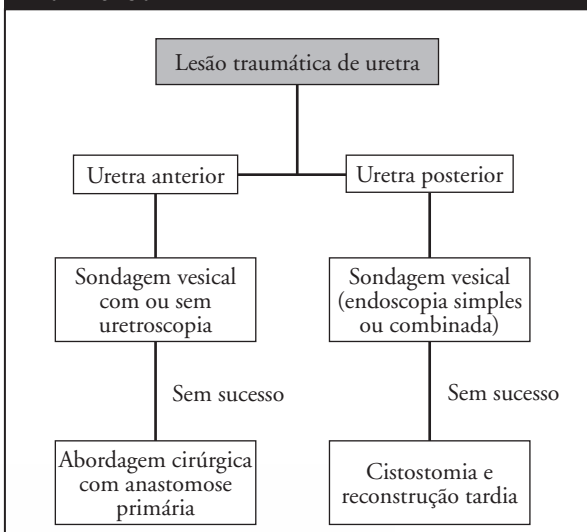 Lesão traumática de uretra
Uretra anterior
Uretra posterior
Sondagem vesical
com ou sem
uretroscopia
Sondagem vesical
(endoscopia simples
ou combinada)
Sem sucesso
Sem sucesso
Abordagem cirúrgica
com anastomose
primária
Cistostomia e
reconstrução tardia